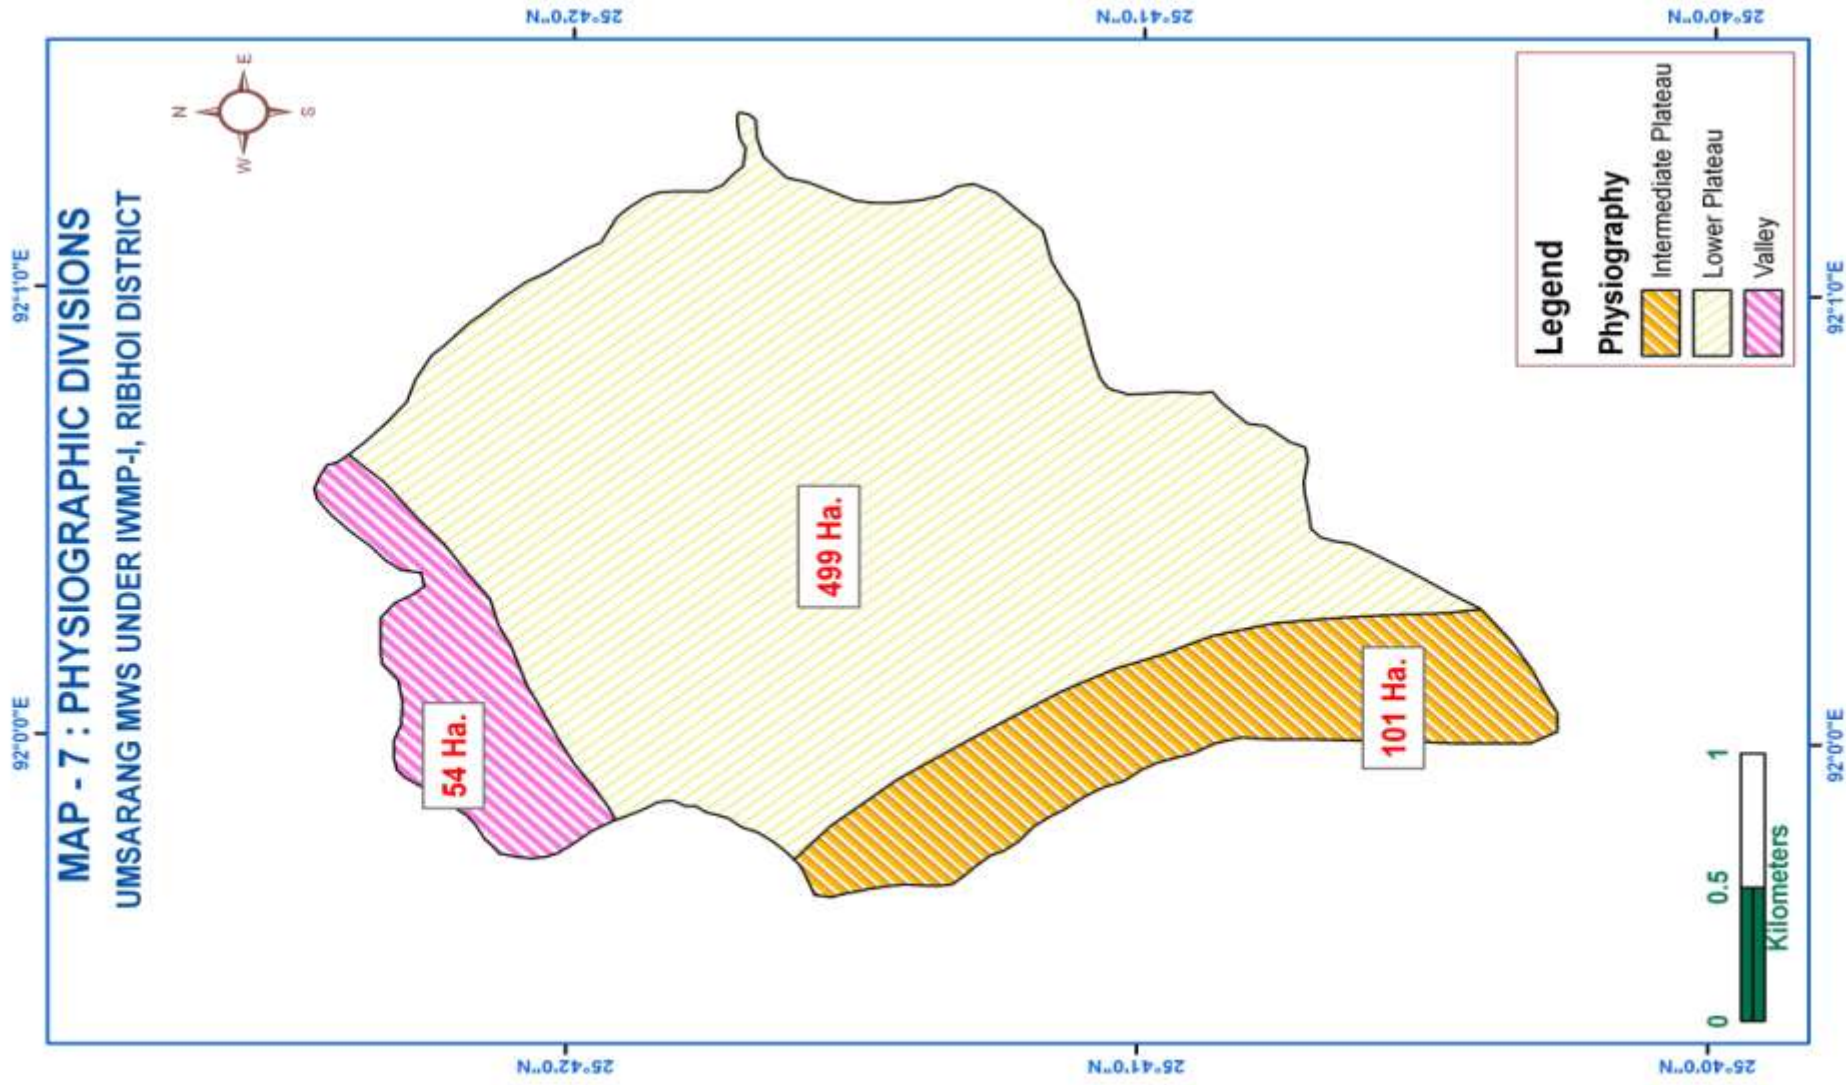 MAP - 7 : PHYSIOGRAPHIC DIVISIONS
UMSARANG MWS UNDER IWMP-I, RIBHOI DISTRICT
92°0'0"E
92°1'0"E
N
W
E
S
25°42'0"N
25°42'0"N
25°41'0"N
25°41'0"N
25°40'0"N
25°40'0"N
54 Ha.
499 Ha.
101 Ha.
Legend
Physiography
Intermediate Plateau
Lower Plateau
Valley
0 0.5 1
Kilometers
92°0'0"E
92°1'0"E